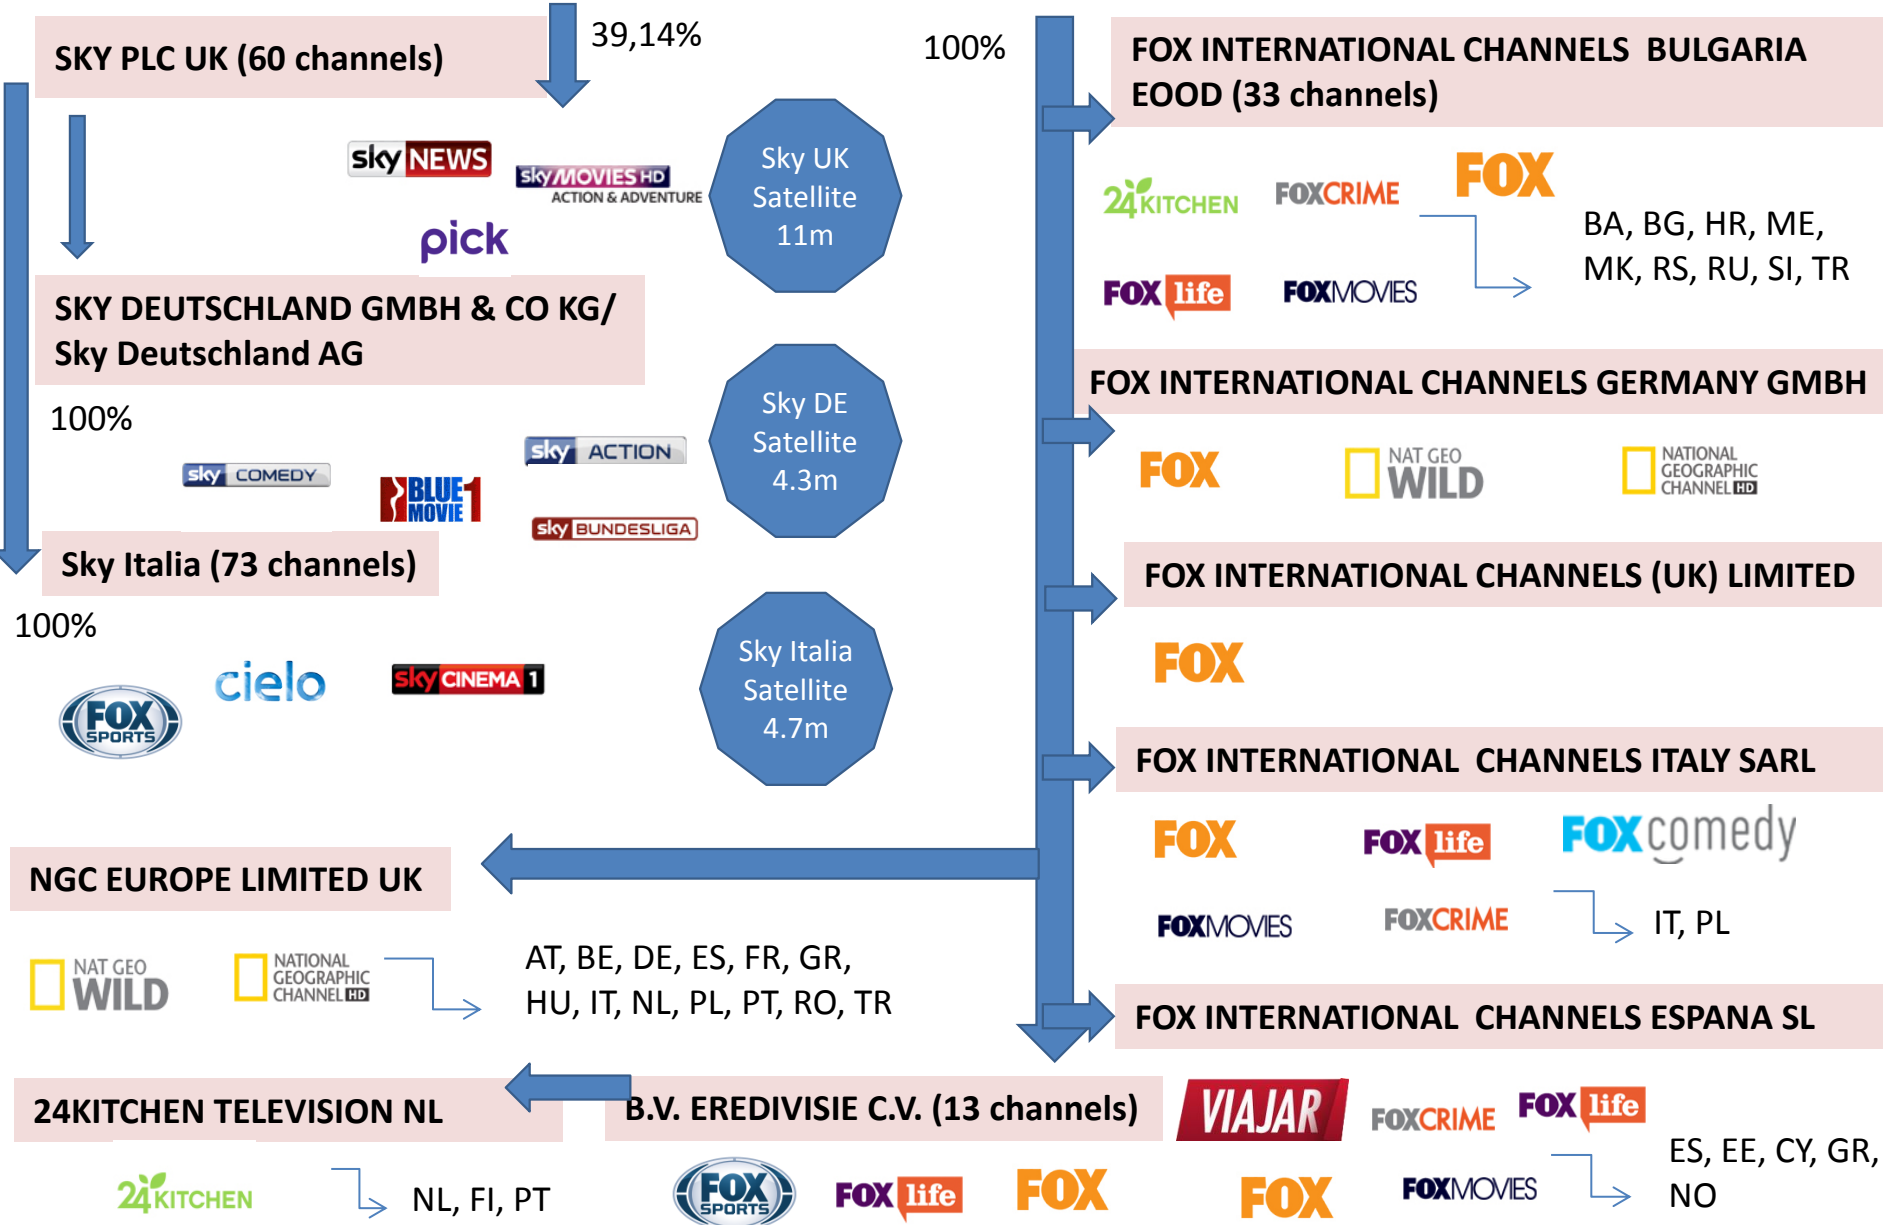 39,14%
SKY PLC UK (60 channels)
sky NEWS
sky MOVIES HD
ACTION & ADVENTURE
pick
Sky UK
Satellite
11m
SKY DEUTSCHLAND GMBH & CO KG/
Sky Deutschland AG
100%
sky COMEDY
BLUE 1
MOVIE
sky ACTION
sky BUNDESLIGA
Sky DE
Satellite
4.3m
Sky Italia (73 channels)
100%
FOX
SPORTS
cielo
sky CINEMA 1
Sky Italia
Satellite
4.7m
NGC EUROPE LIMITED UK
NAT GEO
WILD
NATIONAL
GEOGRAPHIC
CHANNEL HD
AT, BE, DE, ES, FR, GR,
HU, IT, NL, PL, PT, RO, TR
24KITCHEN TELEVISION NL
24KITCHEN
NL, FI, PT
B.V. EREDIVISIE C.V. (13 channels)
FOX
SPORTS
FOX life
FOX
100%
FOX INTERNATIONAL CHANNELS BULGARIA
EOOD (33 channels)
24KITCHEN
FOXCRIME
FOX
FOX life
FOXMOVIES
BA, BG, HR, ME,
MK, RS, RU, SI, TR
FOX INTERNATIONAL CHANNELS GERMANY GMBH
FOX
NAT GEO
WILD
NATIONAL
GEOGRAPHIC
CHANNEL HD
FOX INTERNATIONAL CHANNELS (UK) LIMITED
FOX
FOX INTERNATIONAL CHANNELS ITALY SARL
FOX
FOX life
FOX comedy
FOXMOVIES
FOXCRIME
IT, PL
FOX INTERNATIONAL CHANNELS ESPANA SL
VIAJAR
FOXCRIME
FOX life
FOX
FOXMOVIES
ES, EE, CY, GR,
NO